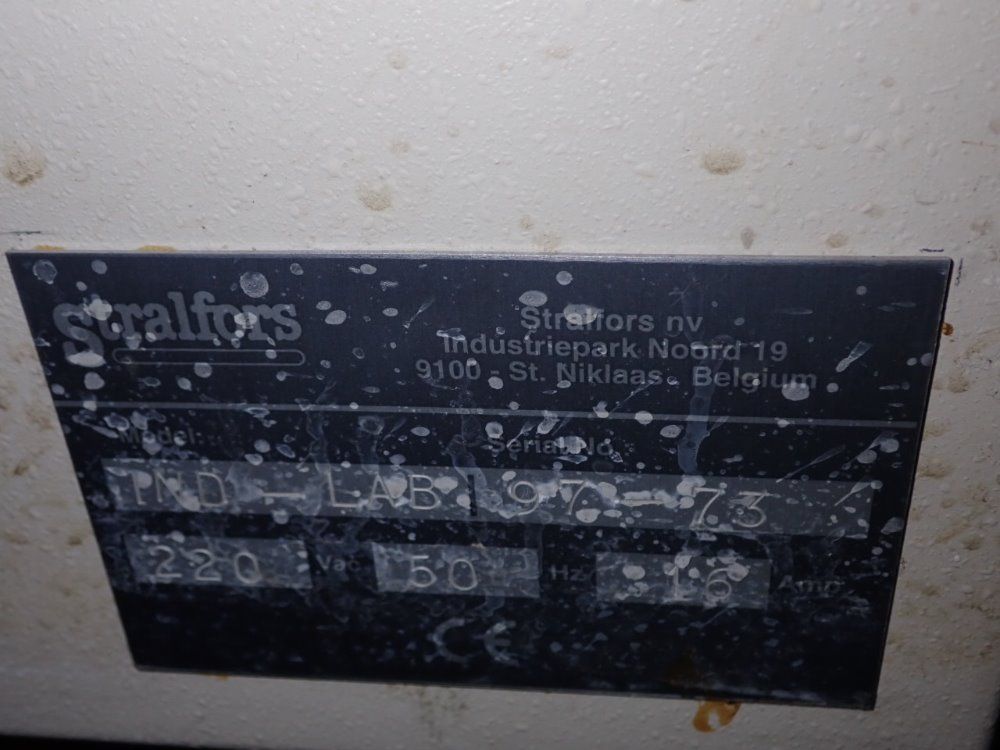 Stralfors
Stralfors nv
Industriepark Noord 19
9100 - St. Niklaas - Belgium
Model: Serial No
IND - LAB 97 - 73
220 Vac 50 Hz 16 Amp
CE